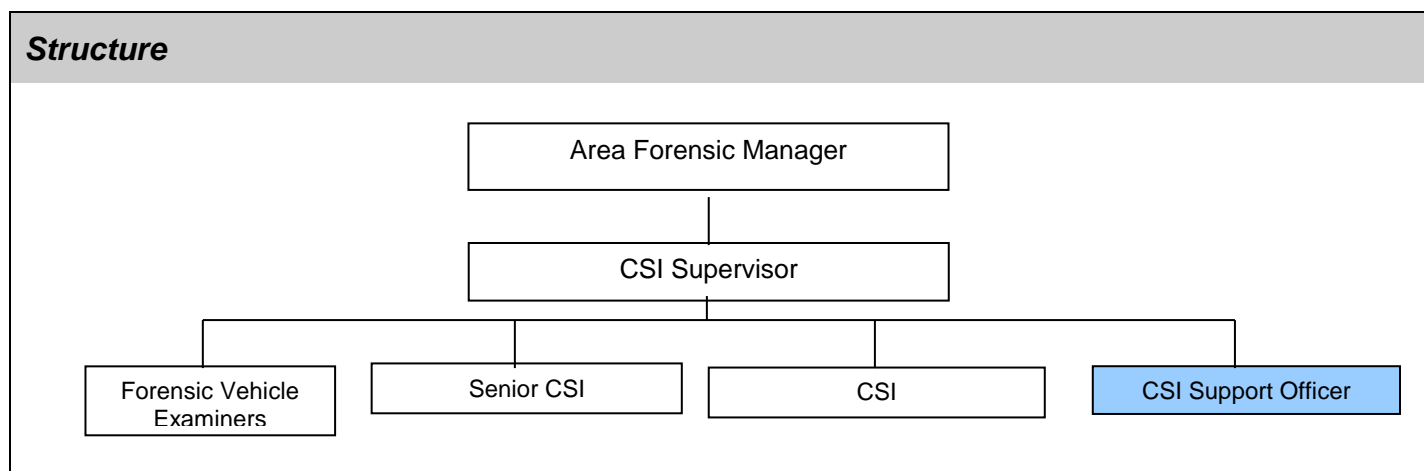 Structure
Area Forensic Manager
CSI Supervisor
Forensic Vehicle
Examiners
Senior CSI
CSI
CSI Support Officer